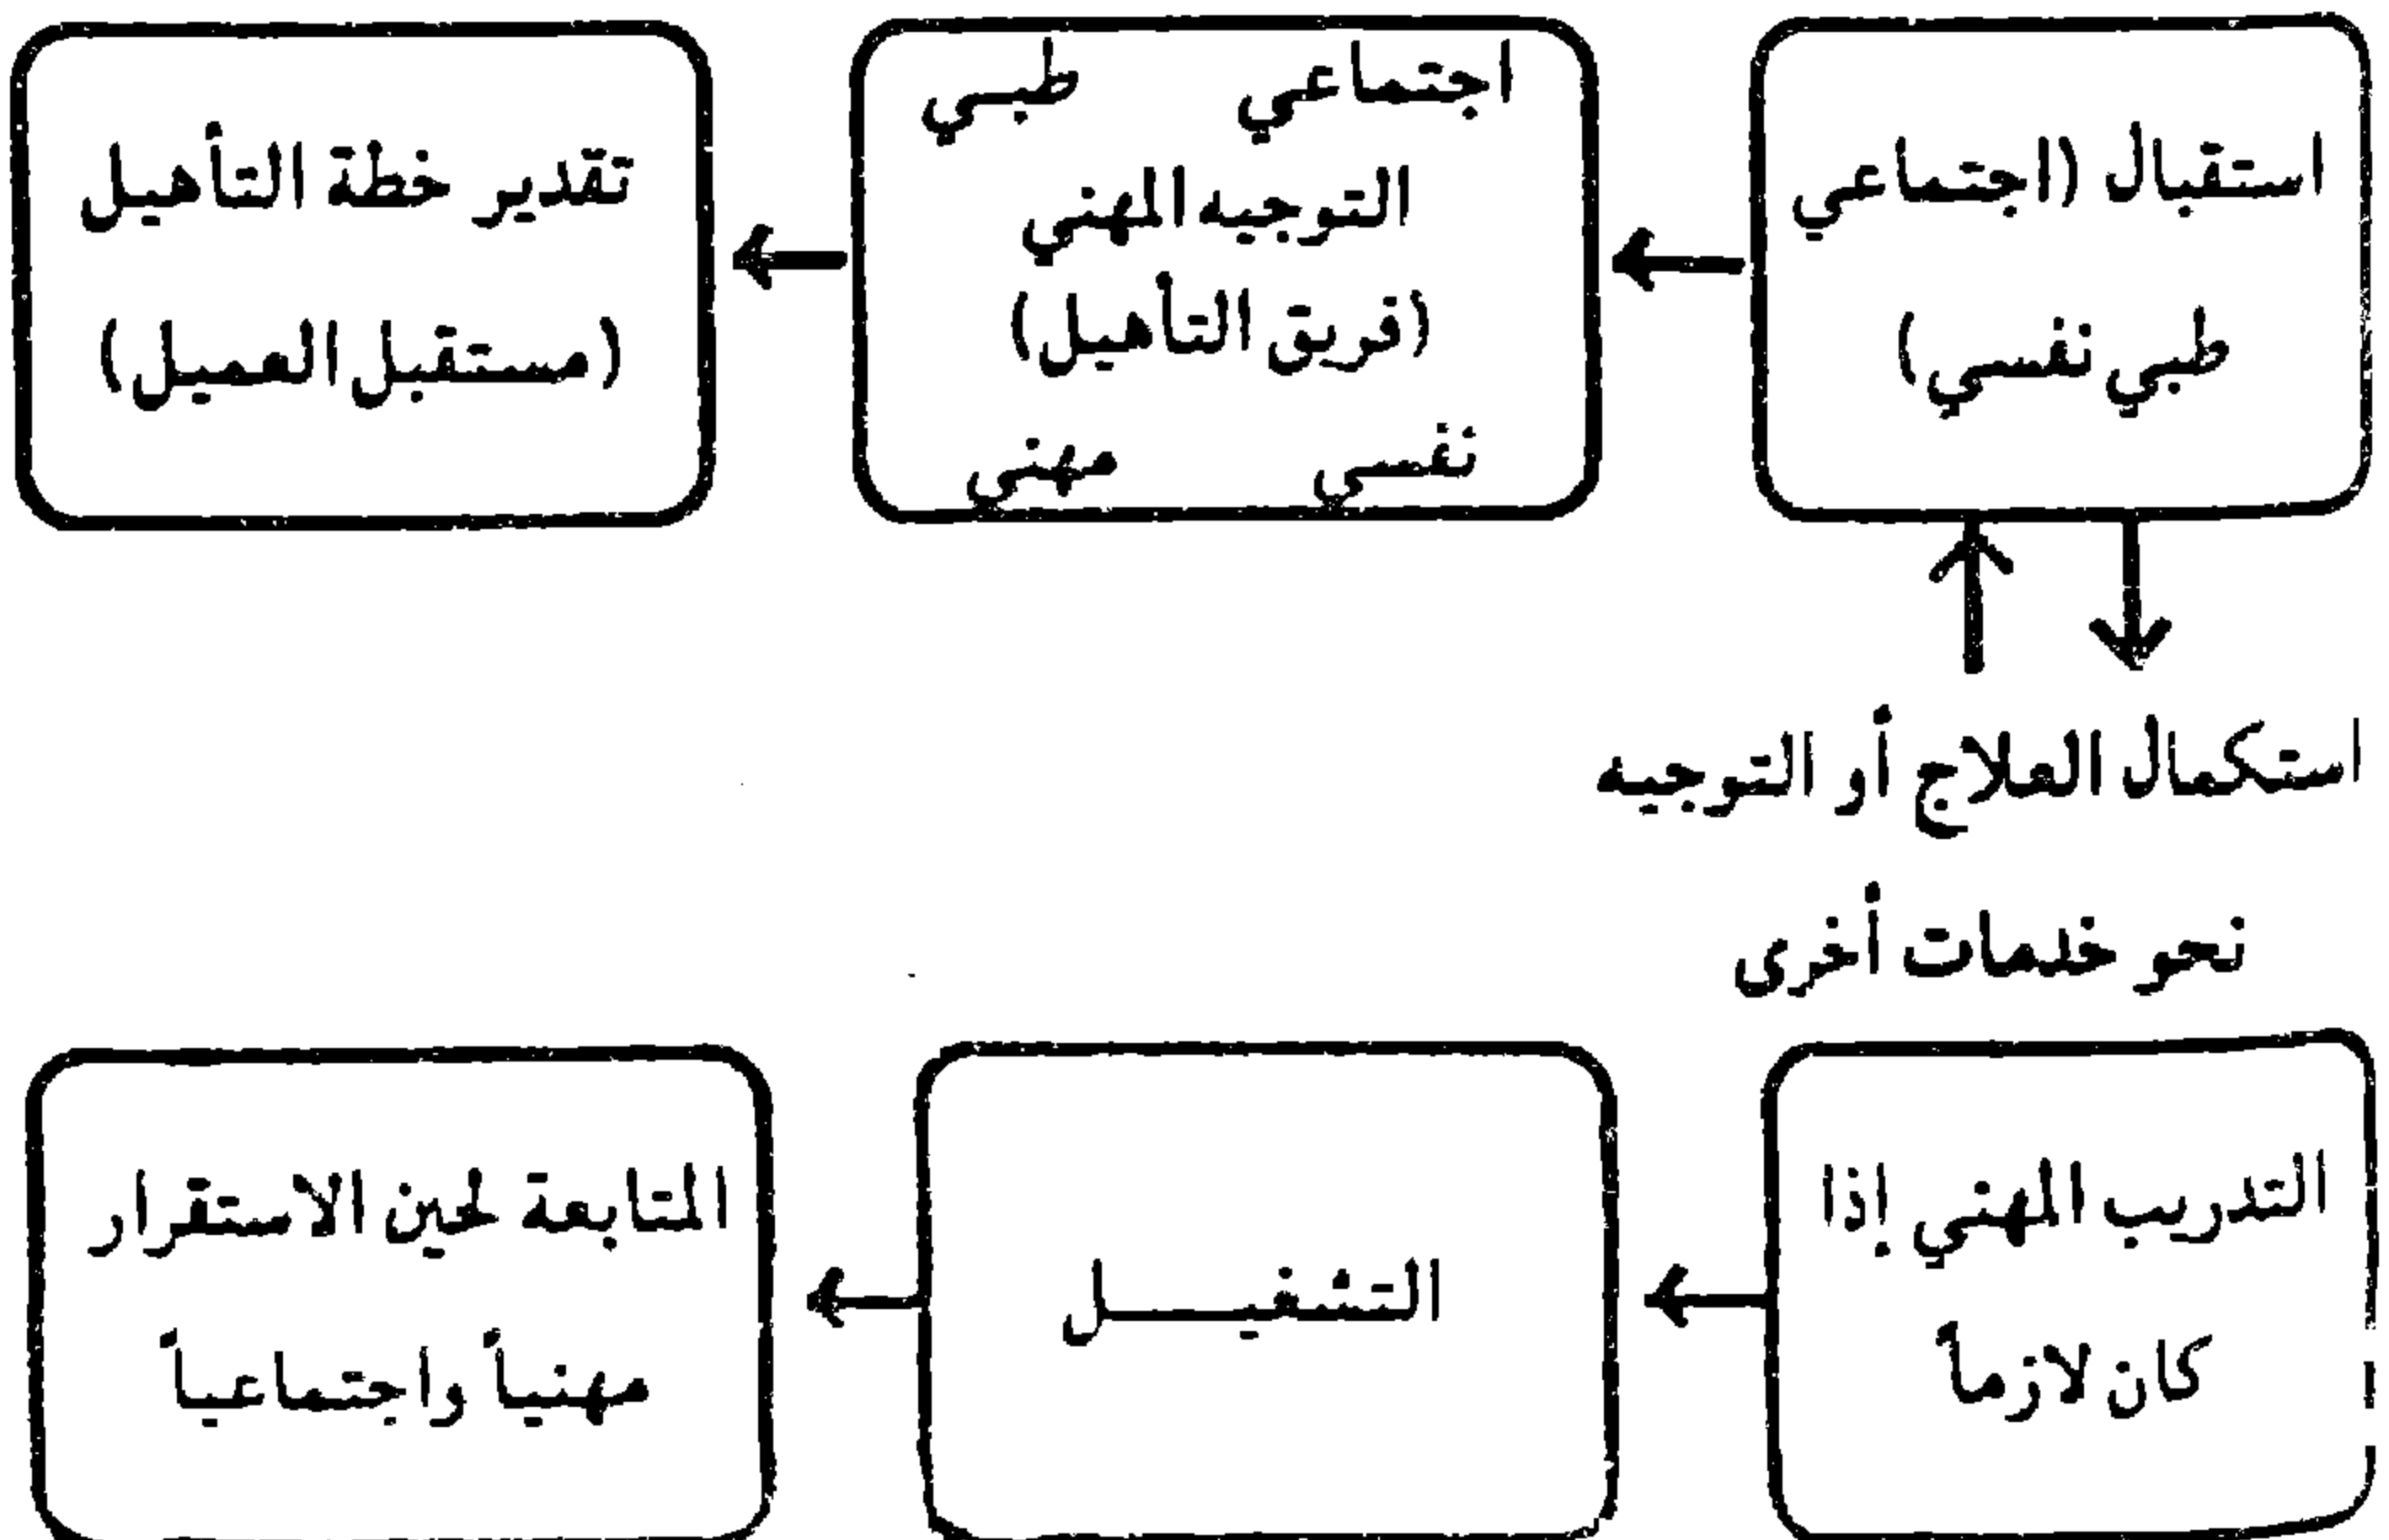 استقبال (اجتماعي
طبي نفسي)
اجتماعي طبي
التوجيه المهني
(فريق التأهيل)
نفسي مهني
تقدير خطة التأهيل
(مستقبل العميل)
استكمال العلاج أو التوجيه
نحو خدمات أخرى
التدريب المهني إذا
كان لازماً
التشغيـــل
المتابعة لحين الاستقرار
مهنياً واجتماعياً